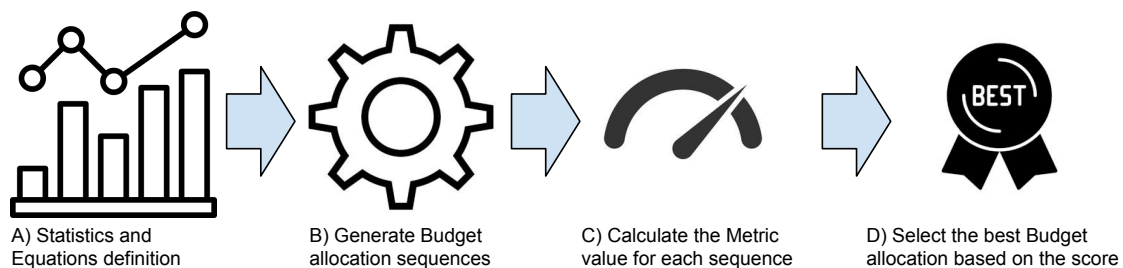 BEST
A) Statistics and
Equations definition
B) Generate Budget
allocation sequences
C) Calculate the Metric
value for each sequence
D) Select the best Budget
allocation based on the score